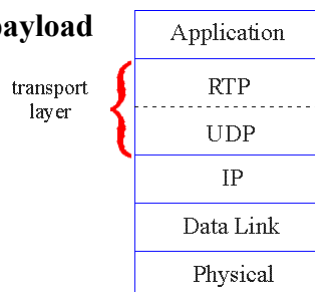 payload
Application
transport
layer
RTP
UDP
IP
Data Link
Physical